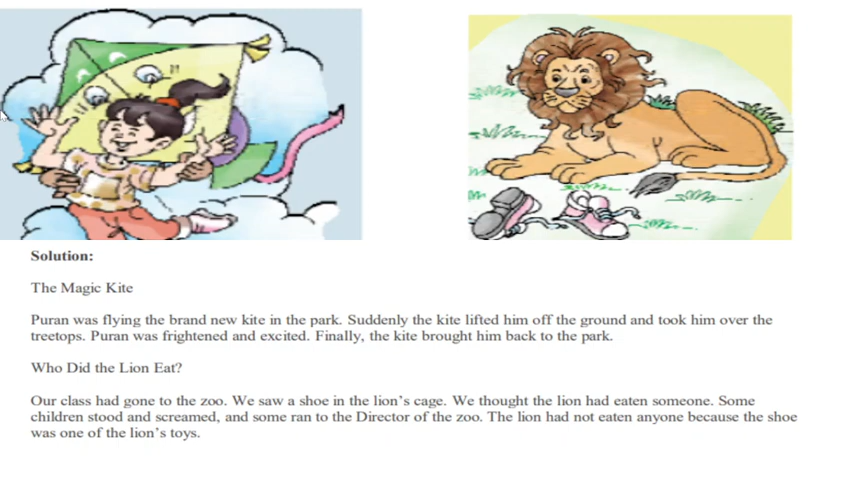 Solution:
The Magic Kite
Puran was flying the brand new kite in the park. Suddenly the kite lifted him off the ground and took him over the
treetops. Puran was frightened and excited. Finally, the kite brought him back to the park.
Who Did the Lion Eat?
Our class had gone to the zoo. We saw a shoe in the lion's cage. We thought the lion had eaten someone. Some
children stood and screamed, and some ran to the Director of the zoo. The lion had not eaten anyone because the shoe
was one of the lion's toys.